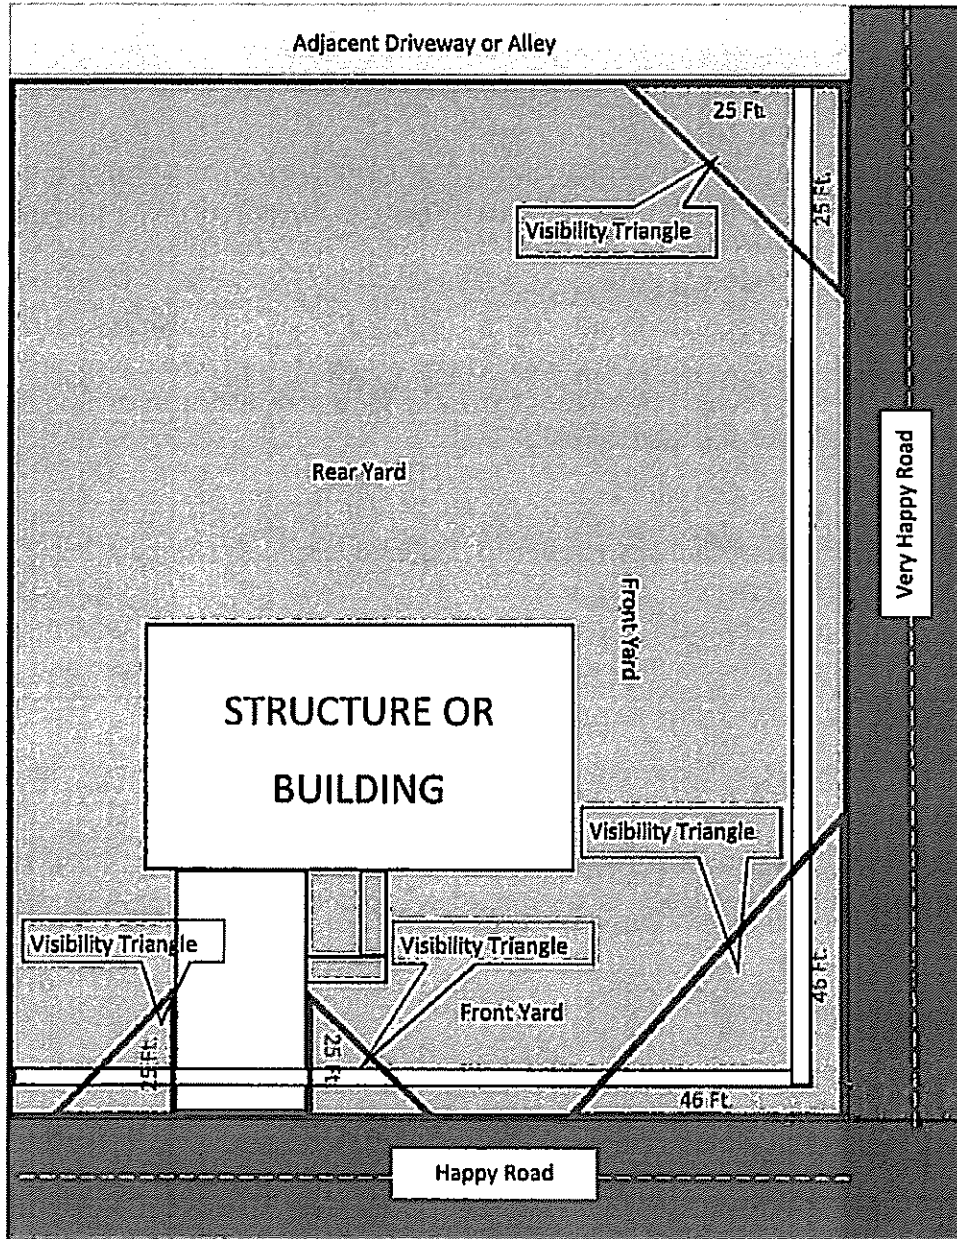 Adjacent Driveway or Alley
25 Ft.
25 Ft.
Visibility Triangle
Very Happy Road
Rear Yard
Front Yard
STRUCTURE OR
BUILDING
Visibility Triangle
Visibility Triangle
Visibility Triangle
46 Ft.
Front Yard
25 Ft.
25 Ft.
46 Ft.
Happy Road